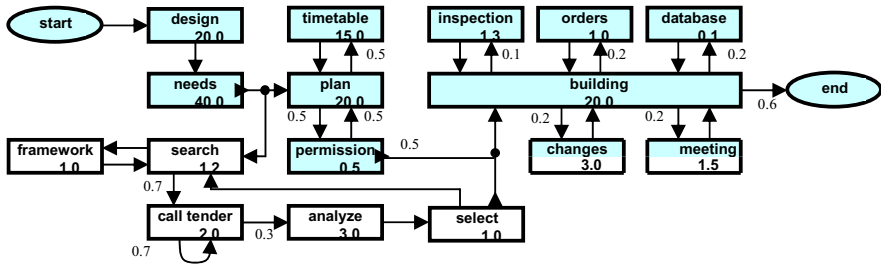 start
design
20.0
timetable
15.0
inspection
1.3
orders
1.0
database
0.1
0.5
0.1
0.2
0.2
needs
40.0
plan
20.0
building
20.0
end
0.6
0.5
0.5
0.2
0.2
framework
1.0
search
1.2
permission
0.5
0.5
changes
3.0
meeting
1.5
0.7
call tender
2.0
0.3
analyze
3.0
select
1.0
0.7